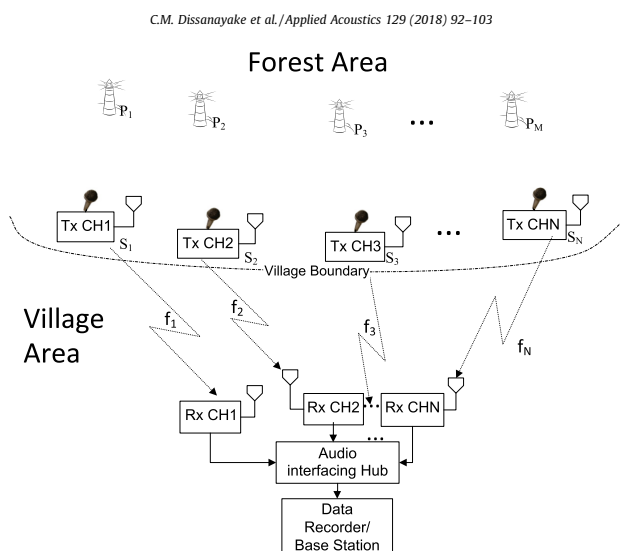 C.M. Dissanayake et al. / Applied Acoustics 129 (2018) 92–103
Forest Area
P1
P2
P3
...
PM
Tx CH1
S1
Tx CH2
S2
Tx CH3
S3
...
Tx CHN
SN
Village Boundary
Village
Area
f1
f2
f3
fN
Rx CH1
Rx CH2
...
Rx CHN
...
Audio
interfacing Hub
Data
Recorder/
Base Station